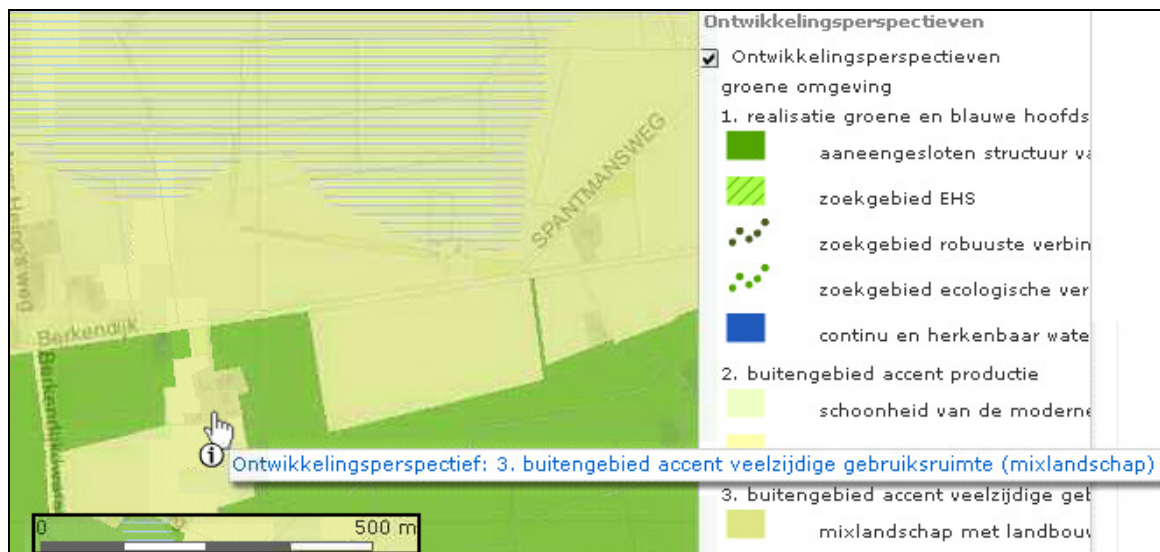 Ontwikkelingsperspectieven
Ontwikkelingsperspectieven
groene omgeving
1. realisatie groene en blauwe hoofds
aaneengesloten structuur va
zoekgebied EHS
zoekgebied robuuste verbin
zoekgebied ecologische ver
continu en herkenbaar wate
2. buitengebied accent productie
schoonheid van de moderne
Ontwikkelingsperspectief: 3. buitengebied accent veelzijdige gebruiksruimte (mixlandschap)
3. buitengebied accent veelzijdige geb
mixlandschap met landbouw
SPANTMANSWEG
Berkendijk
0
500 m